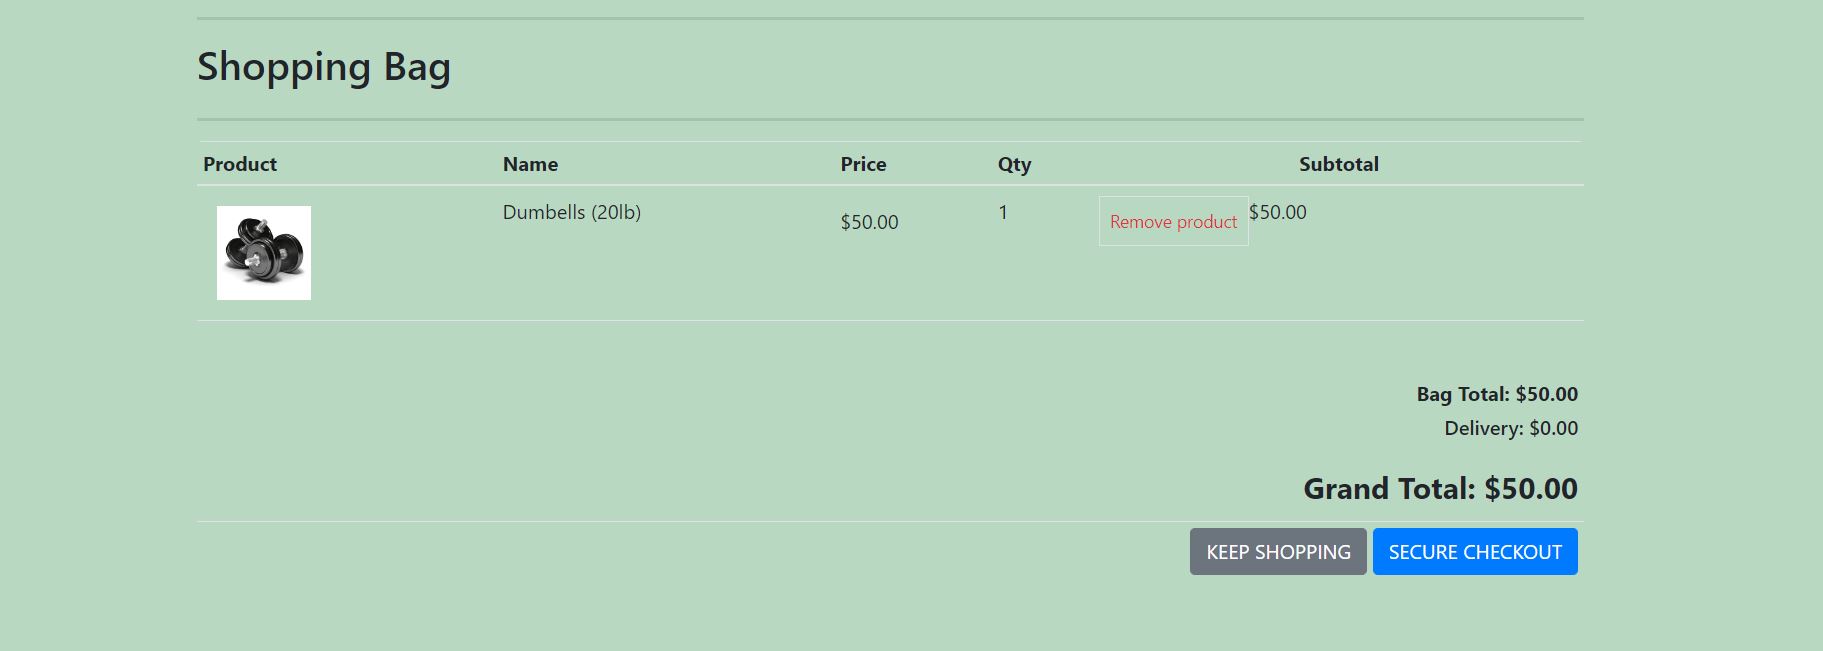 Shopping Bag
Product Name Price Qty Subtotal
Dumbells (20lb) $50.00 1 Remove product $50.00
Bag Total: $50.00
Delivery: $0.00
Grand Total: $50.00
KEEP SHOPPING SECURE CHECKOUT